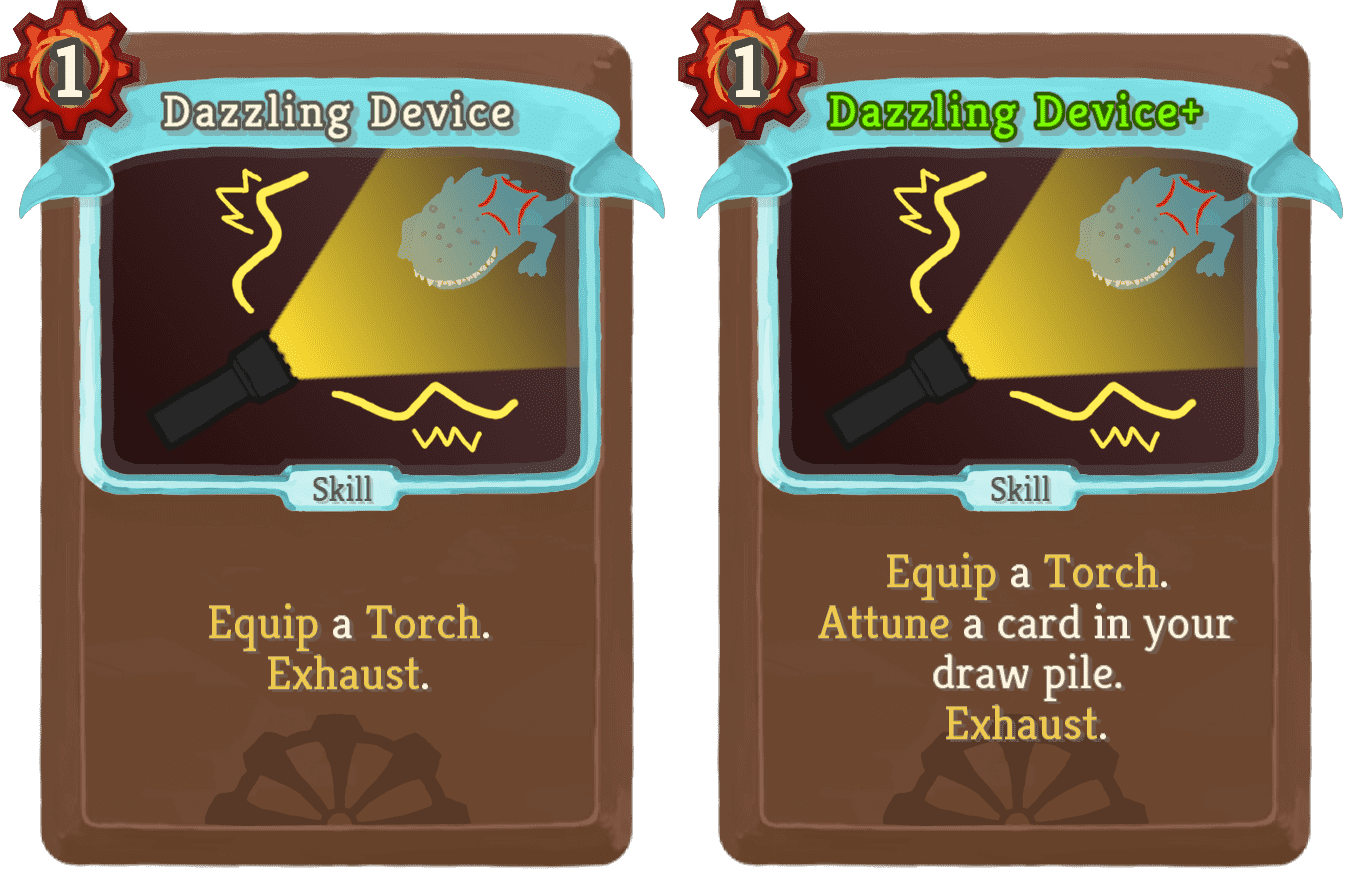 1
Dazzling Device
Skill
Equip a Torch.
Exhaust.
1
Dazzling Device+
Skill
Equip a Torch.
Attune a card in your
draw pile.
Exhaust.